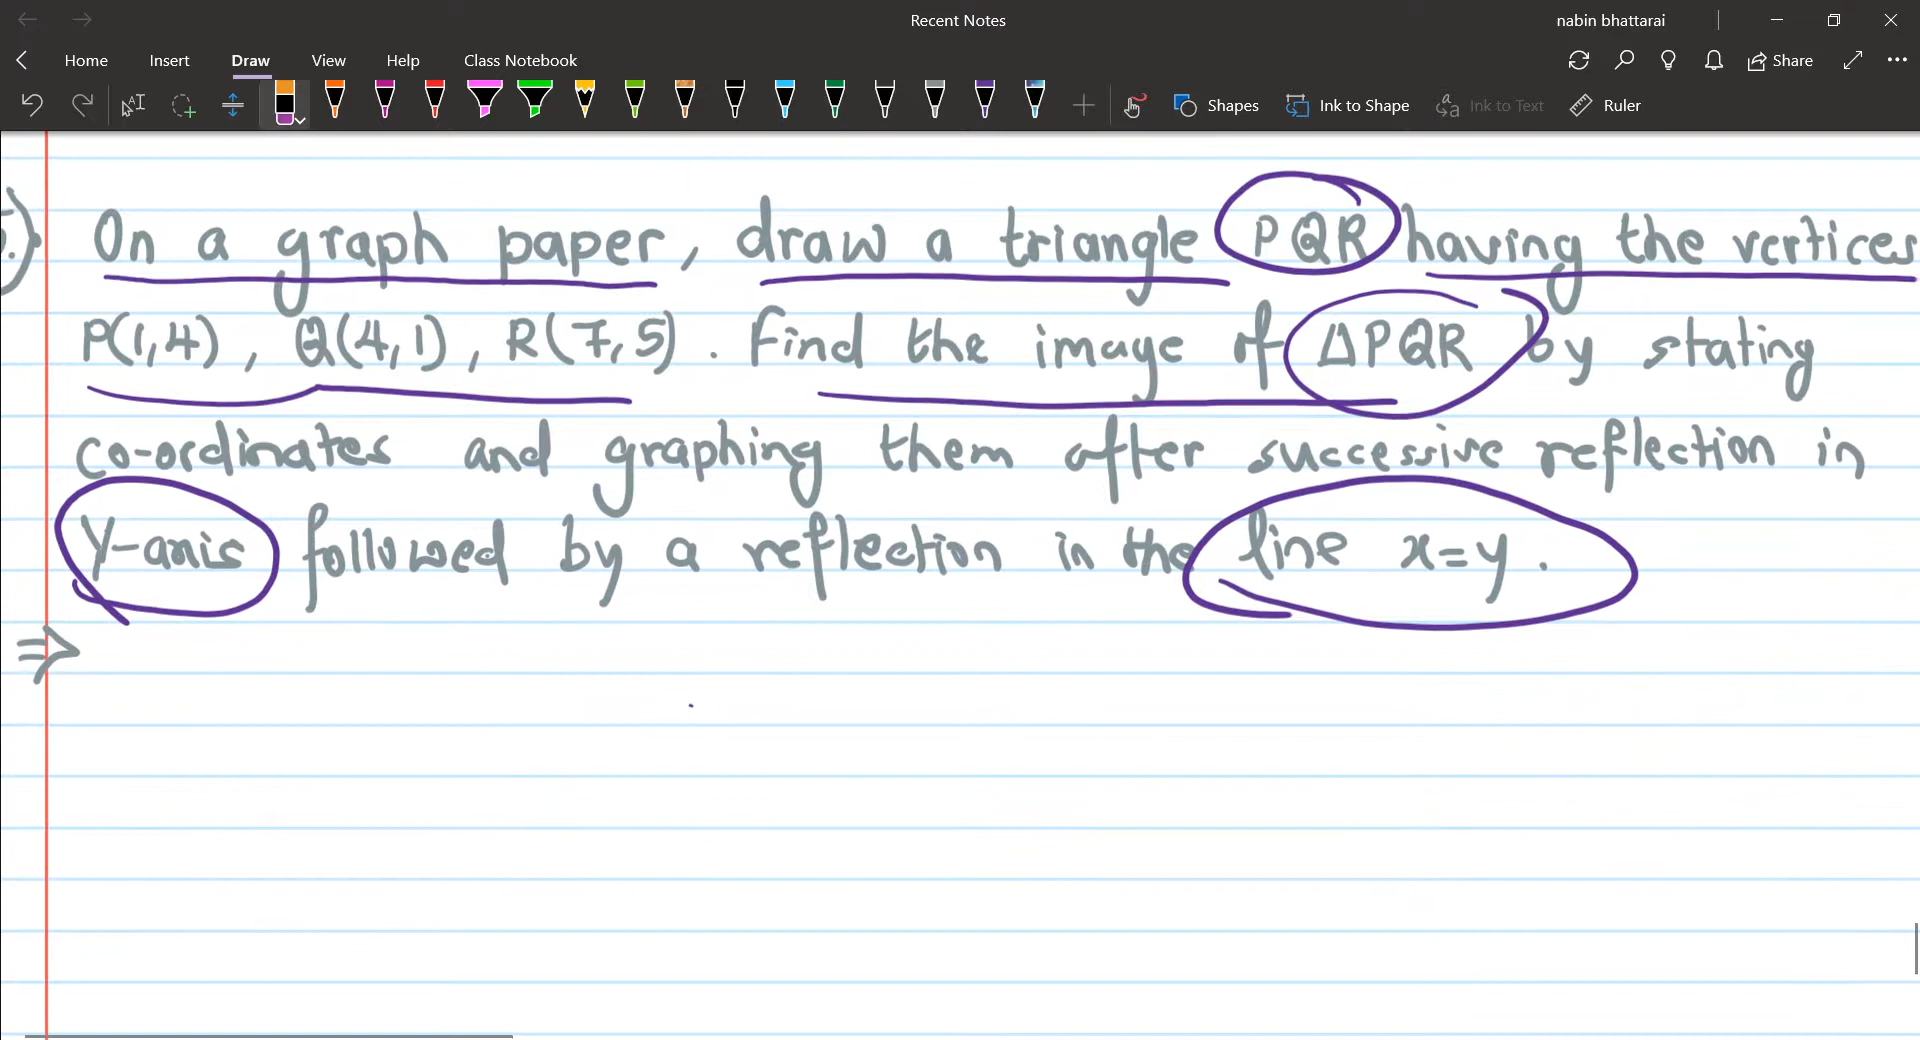 Recent Notes
nabin bhattarai
Home Insert Draw View Help Class Notebook
Share
Shapes Ink to Shape Ink to Text Ruler
On a graph paper, draw a triangle PQR having the vertices
P(1,4), Q(4,1), R(7,5). Find the image of ΔPQR by stating
co-ordinates and graphing them after successive reflection in
Y-axis followed by a reflection in the line x=y.
⇒